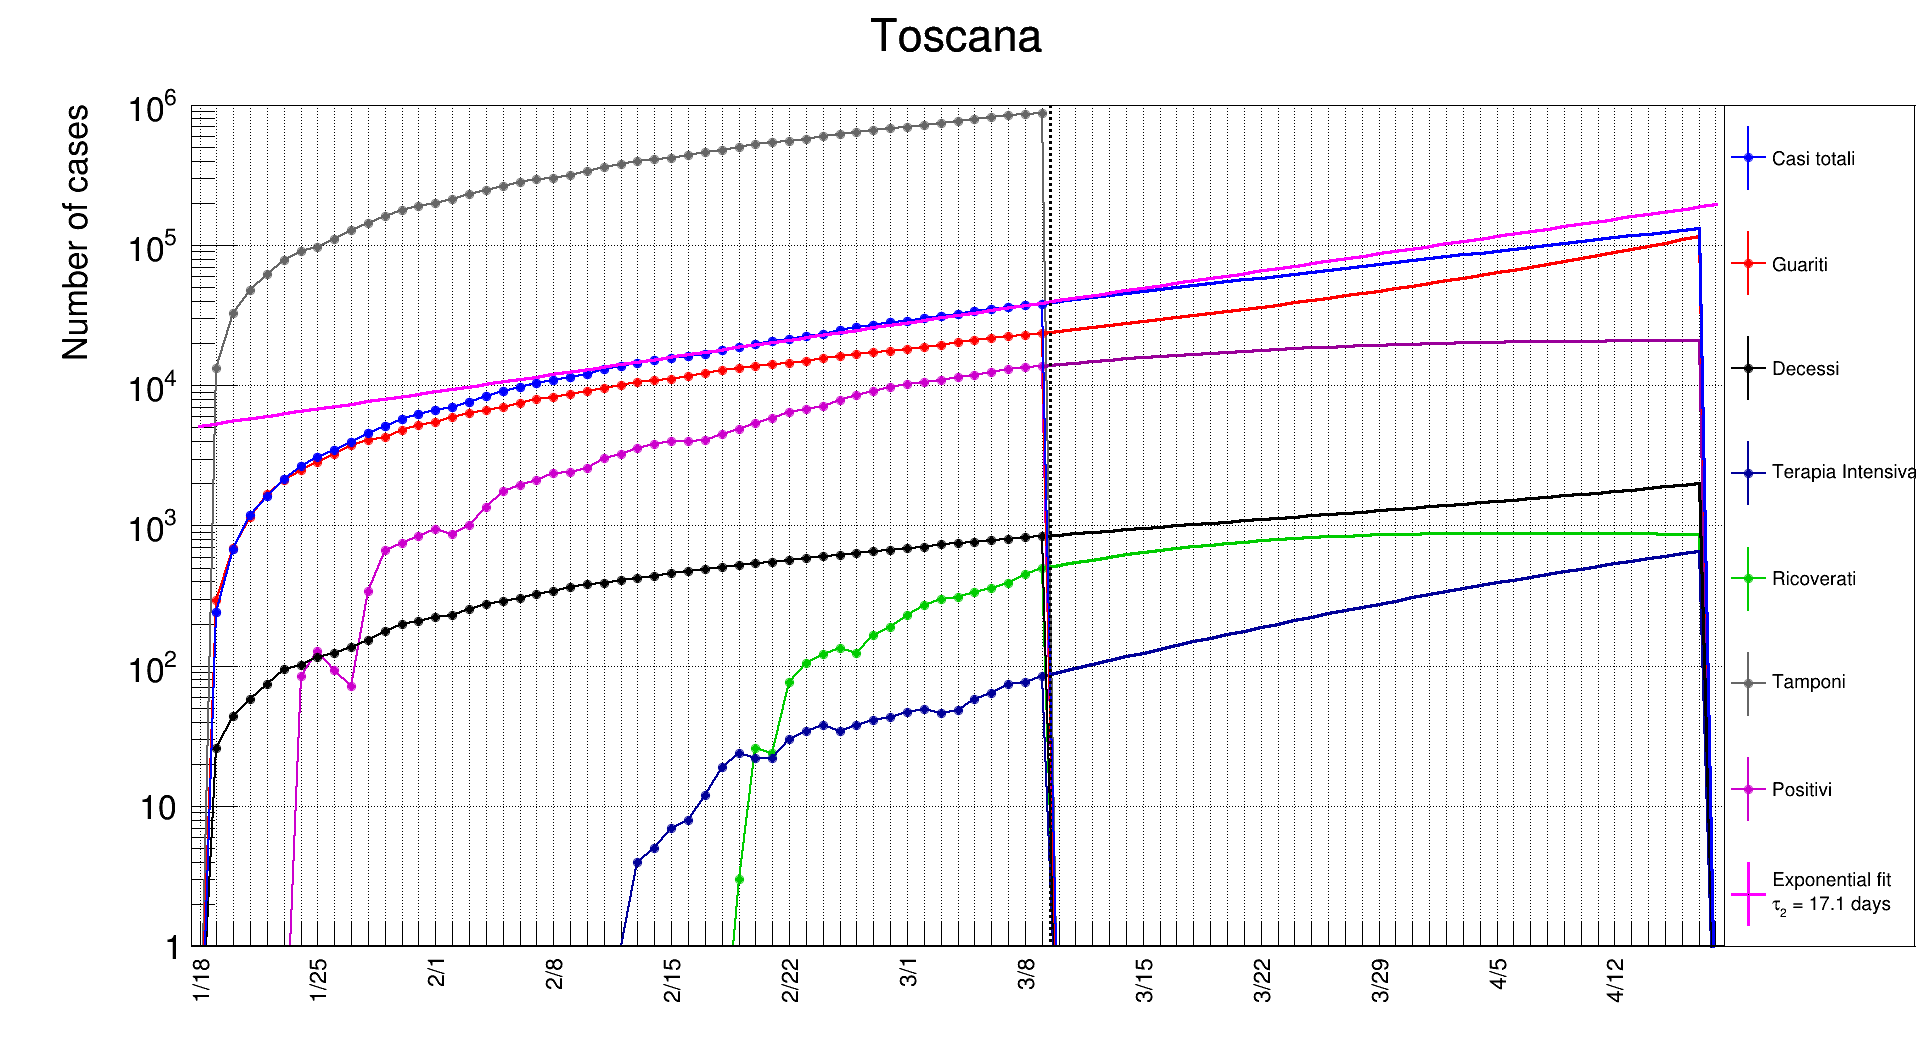 Toscana
Number of cases
10^6
10^5
10^4
10^3
10^2
10
1
1/18
1/25
2/1
2/8
2/15
2/22
3/1
3/8
3/15
3/22
3/29
4/5
4/12
Casi totali
Guariti
Decessi
Terapia Intensiva
Ricoverati
Tamponi
Positivi
Exponential fit
τ2 = 17.1 days